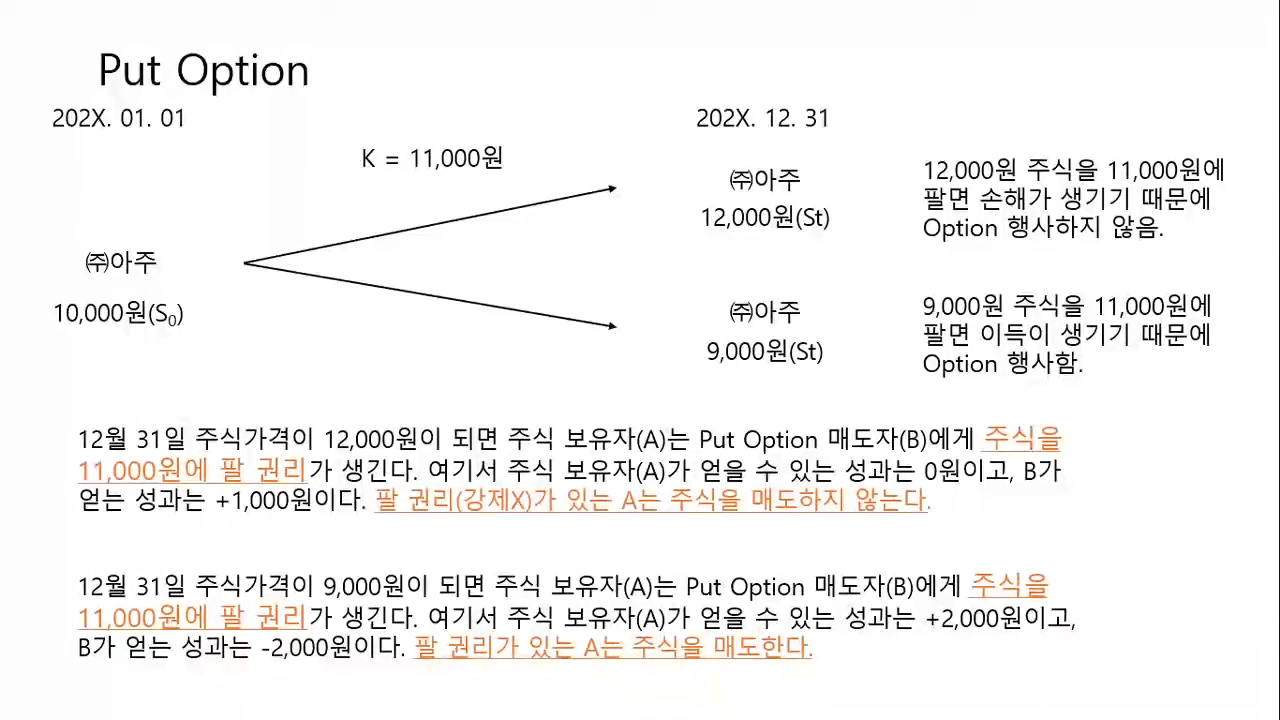 Put Option
202X. 01. 01
202X. 12. 31
K = 11,000원
㈜아주
10,000원(S₀)
㈜아주
12,000원(St)
12,000원 주식을 11,000원에
팔면 손해가 생기기 때문에
Option 행사하지 않음.
㈜아주
9,000원(St)
9,000원 주식을 11,000원에
팔면 이득이 생기기 때문에
Option 행사함.
12월 31일 주식가격이 12,000원이 되면 주식 보유자(A)는 Put Option 매도자(B)에게 주식을
11,000원에 팔 권리가 생긴다. 여기서 주식 보유자(A)가 얻을 수 있는 성과는 0원이고, B가
얻는 성과는 +1,000원이다. 팔 권리(강제X)가 있는 A는 주식을 매도하지 않는다.
12월 31일 주식가격이 9,000원이 되면 주식 보유자(A)는 Put Option 매도자(B)에게 주식을
11,000원에 팔 권리가 생긴다. 여기서 주식 보유자(A)가 얻을 수 있는 성과는 +2,000원이고,
B가 얻는 성과는 -2,000원이다. 팔 권리가 있는 A는 주식을 매도한다.